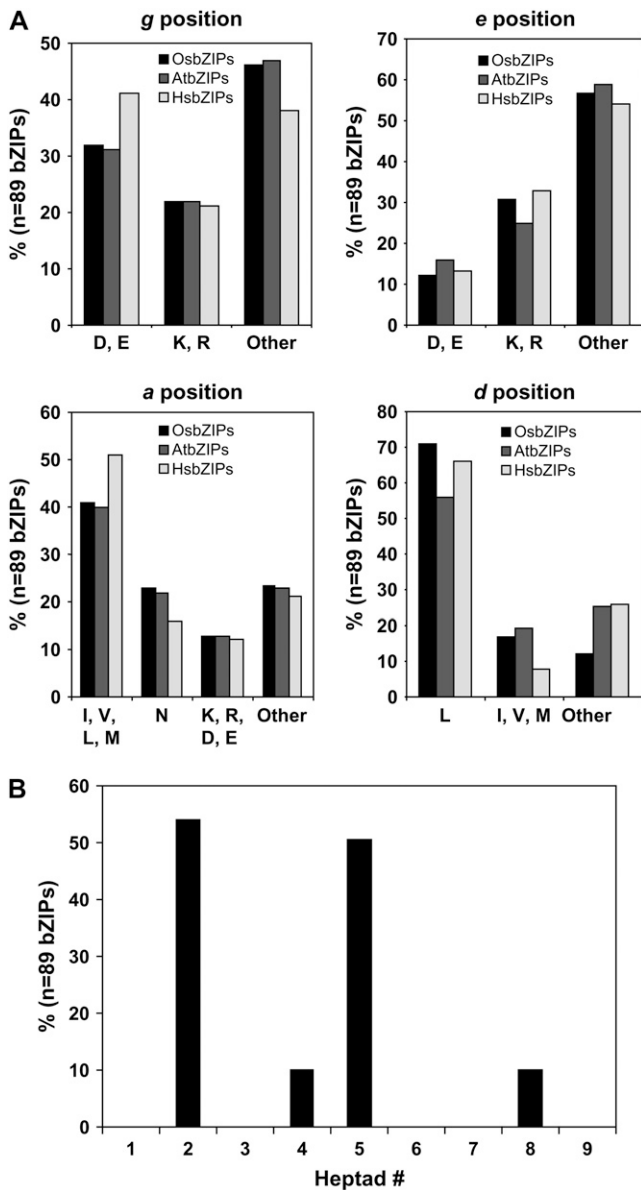 A
g position
50
40
30
20
10
0
% (n=89 bZIPs)
OsbZIPs
AtbZIPs
HsbZIPs
D, E
K, R
Other
e position
70
60
50
40
30
20
10
0
% (n=89 bZIPs)
OsbZIPs
AtbZIPs
HsbZIPs
D, E
K, R
Other
a position
60
50
40
30
20
10
0
% (n=89 bZIPs)
OsbZIPs
AtbZIPs
HsbZIPs
I, V,
L, M
N
K, R,
D, E
Other
d position
80
70
60
50
40
30
20
10
0
% (n=89 bZIPs)
OsbZIPs
AtbZIPs
HsbZIPs
L
I, V, M
Other
B
60
50
40
30
20
10
0
% (n=89 bZIPs)
1 2 3 4 5 6 7 8 9
Heptad #